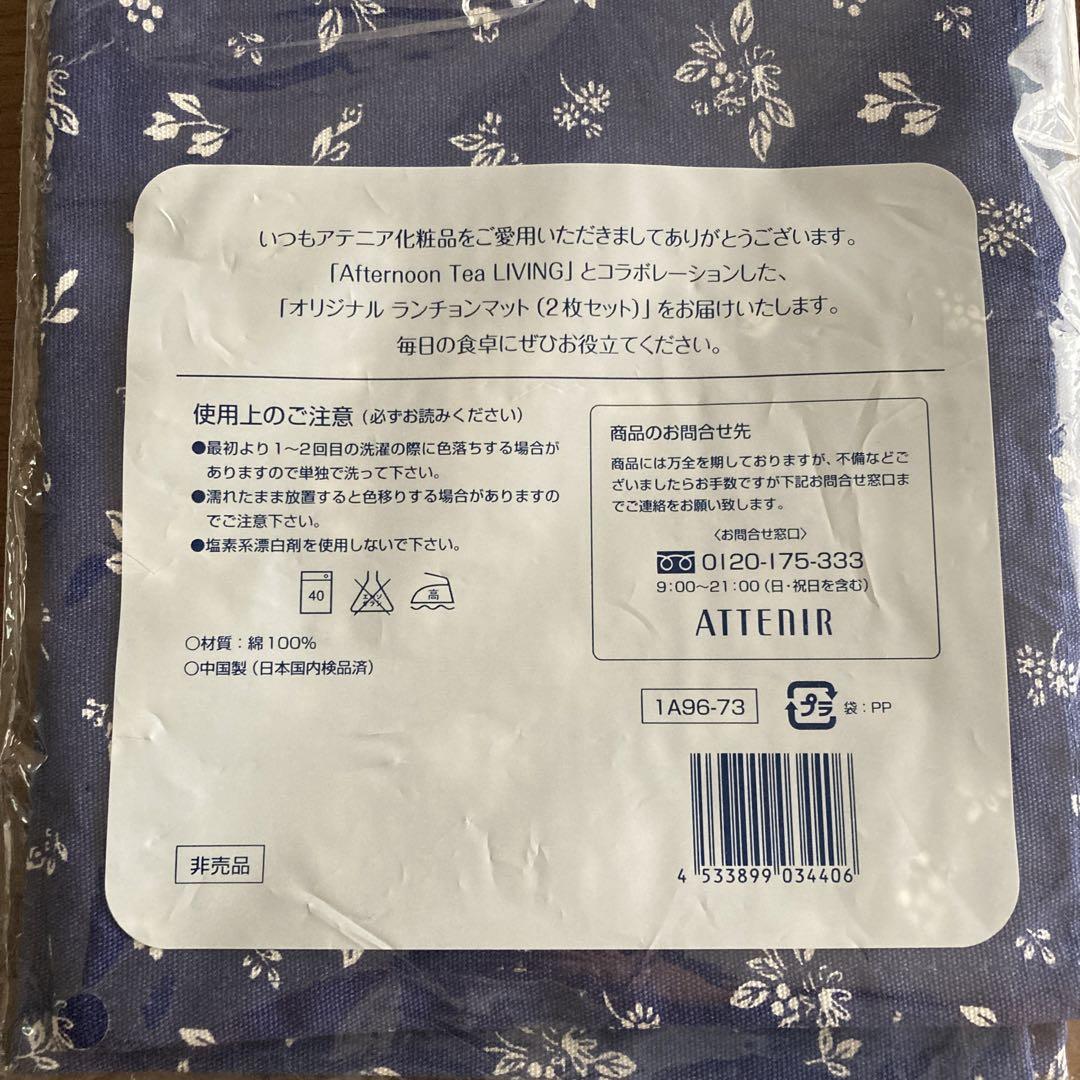 いつもアテニア化粧品をご愛用いただきましてありがとうございます。
「Afternoon Tea LIVING」とコラボレーションした、
「オリジナル ランチョンマット（2枚セット）」をお届けいたします。
毎日の食卓にぜひお役立てください。
使用上のご注意（必ずお読みください）
●最初より1〜2回目の洗濯の際に色落ちする場合が
ありますので単独で洗って下さい。
●濡れたまま放置すると色移りする場合がありますの
でご注意下さい。
●塩素系漂白剤を使用しないで下さい。
40
エンソ
サラシ
高
○材質：綿100%
○中国製（日本国内検品済）
商品のお問合せ先
商品には万全を期しておりますが、不備などご
ざいましたらお手数ですが下記お問合せ窓口ま
でご連絡をお願い致します。
〈お問合せ窓口〉
0120-175-333
9:00〜21:00（日・祝日を含む）
ATTENIR
1A96-73
プラ
袋：PP
非売品
4 533899 034406